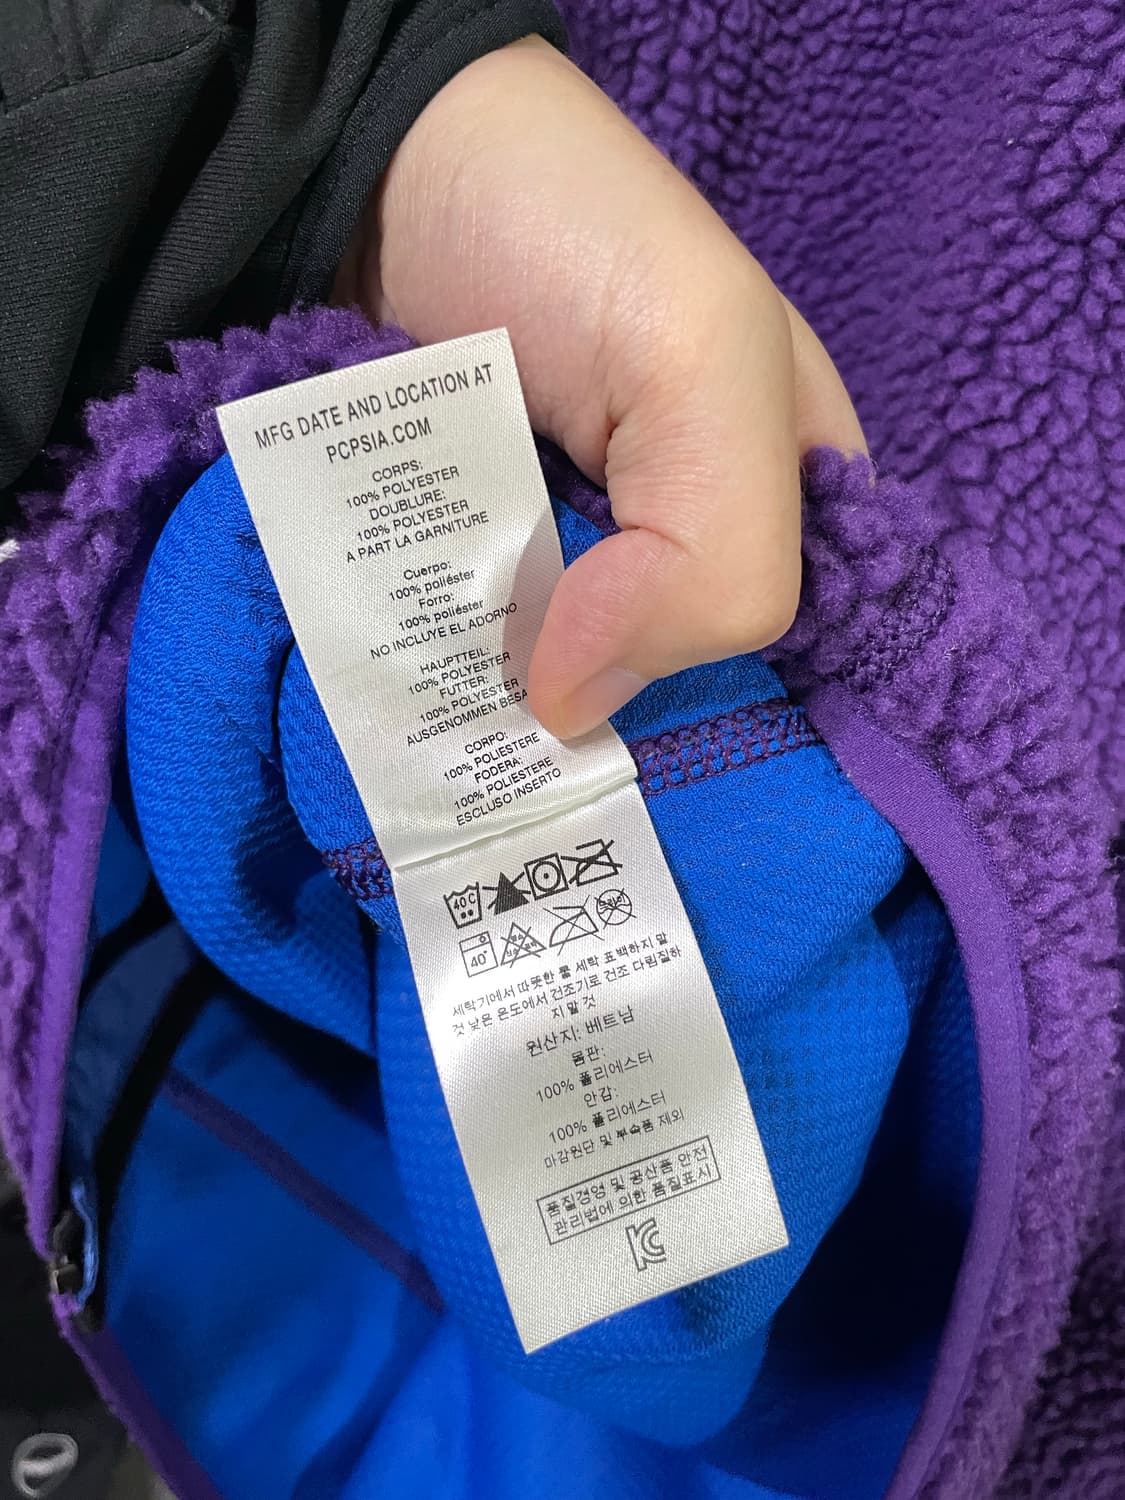 MFG DATE AND LOCATION AT
PCPSIA.COM
CORPS:
100% POLYESTER
DOUBLURE:
100% POLYESTER
A PART LA GARNITURE
Cuerpo:
100% poliéster
Forro:
100% poliéster
NO INCLUYE EL ADORNO
HAUPTTEIL:
100% POLYESTER
FUTTER:
100% POLYESTER
AUSGENOMMEN
CORPO:
100% POLIESTERE
FODERA:
100% POLIESTERE
ESCLUSO INSERTO
40C
40°
세탁기에서 따뜻한 물 세탁 표백하지 말
것 낮은 온도에서 건조기로 건조 다림질하
지 말 것
원산지: 베트남
몸판:
100% 폴리에스터
안감:
100% 폴리에스터
마감원단 및 부속품 제외
품질경영 및 공산품 안전
관리법에 의한 품질표시
KC